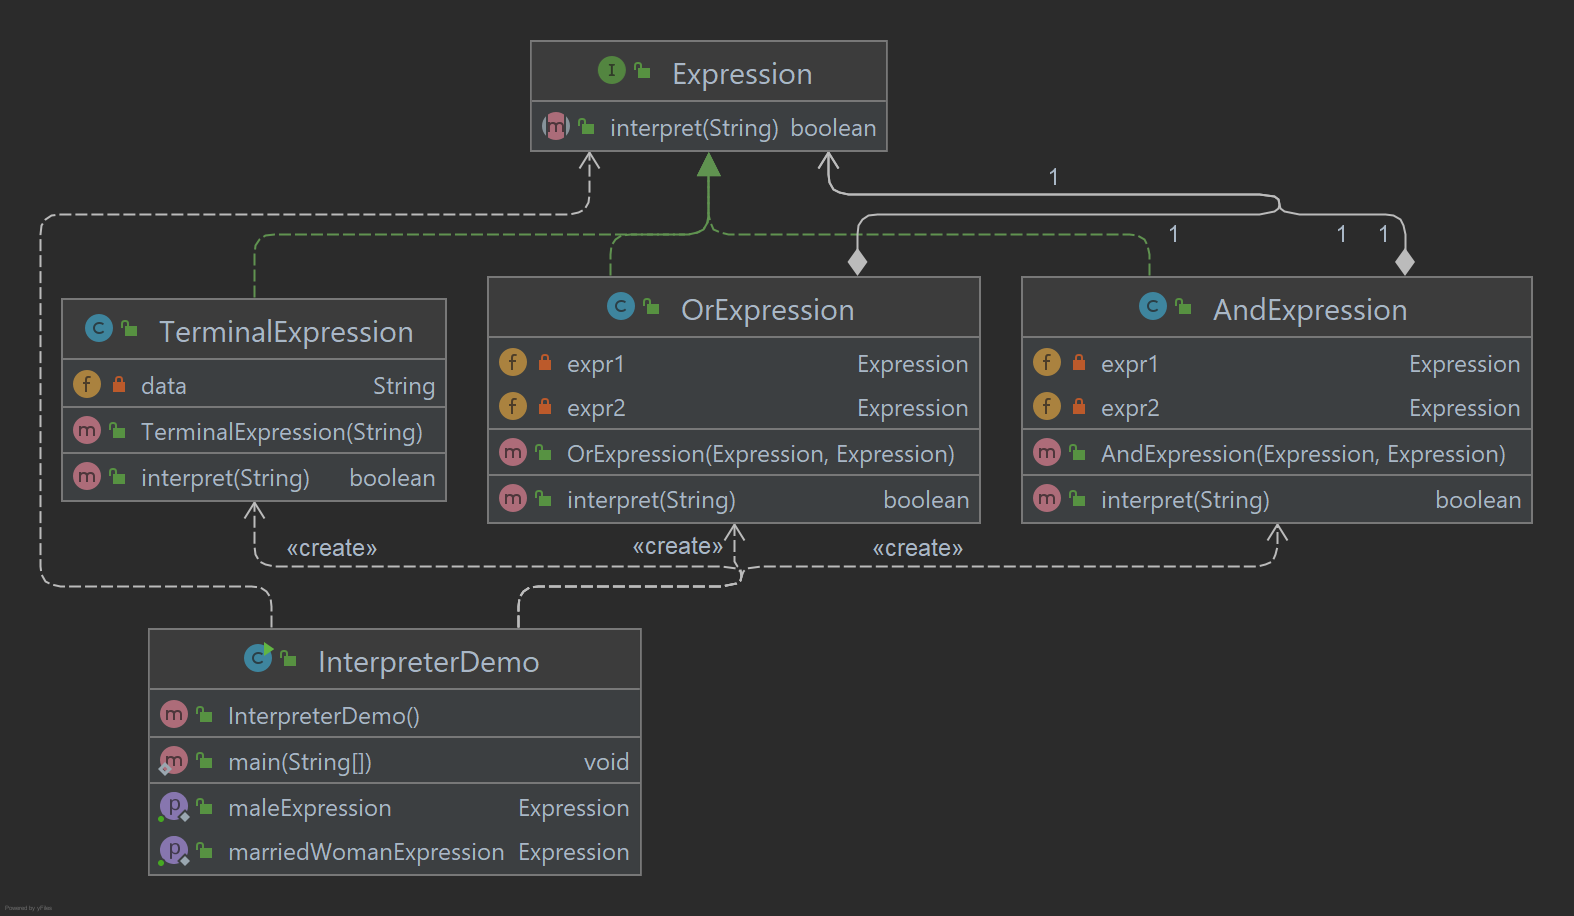 I Expression
m interpret(String) boolean
1
1 1 1
C TerminalExpression
f data String
m TerminalExpression(String)
m interpret(String) boolean
C OrExpression
f expr1 Expression
f expr2 Expression
m OrExpression(Expression, Expression)
m interpret(String) boolean
C AndExpression
f expr1 Expression
f expr2 Expression
m AndExpression(Expression, Expression)
m interpret(String) boolean
«create» «create» «create»
C InterpreterDemo
m InterpreterDemo()
m main(String[]) void
p maleExpression Expression
p marriedWomanExpression Expression
Powered by yFiles